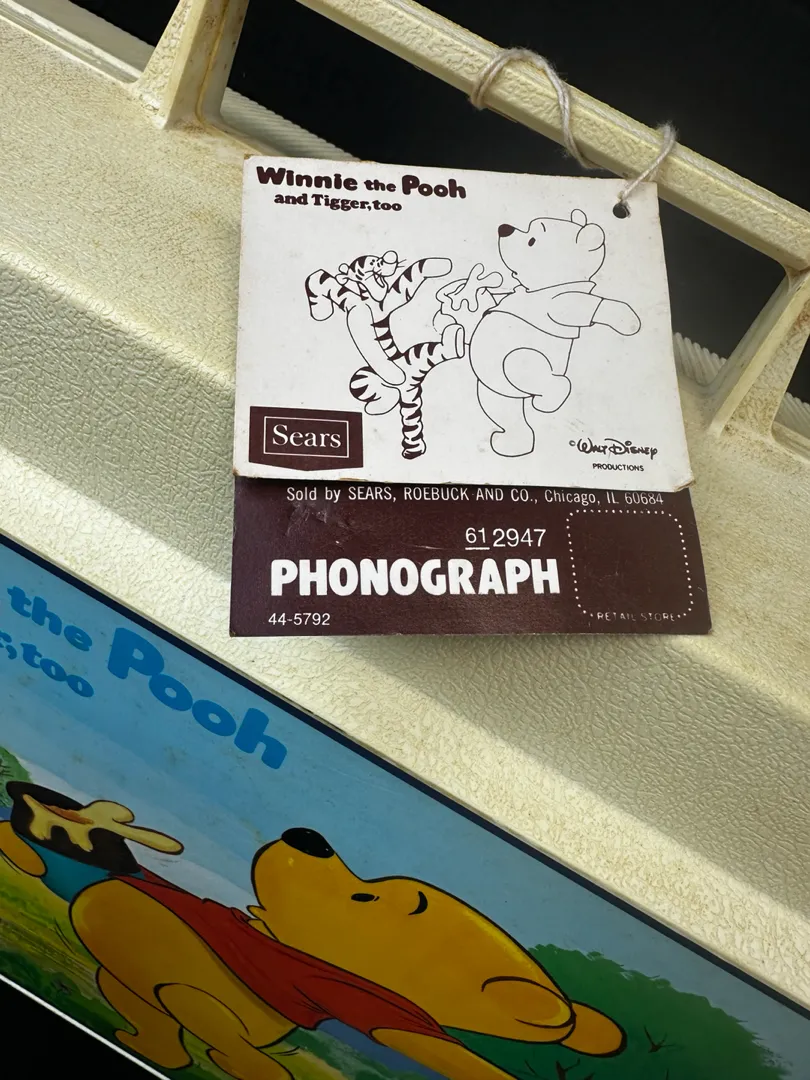 Winnie the Pooh
and Tigger,too
Sears
© Walt Disney
PRODUCTIONS
Sold by SEARS, ROEBUCK AND CO., Chicago, IL 60684
61 2947
PHONOGRAPH
44-5792
RETAIL STORE
the Pooh
r,too